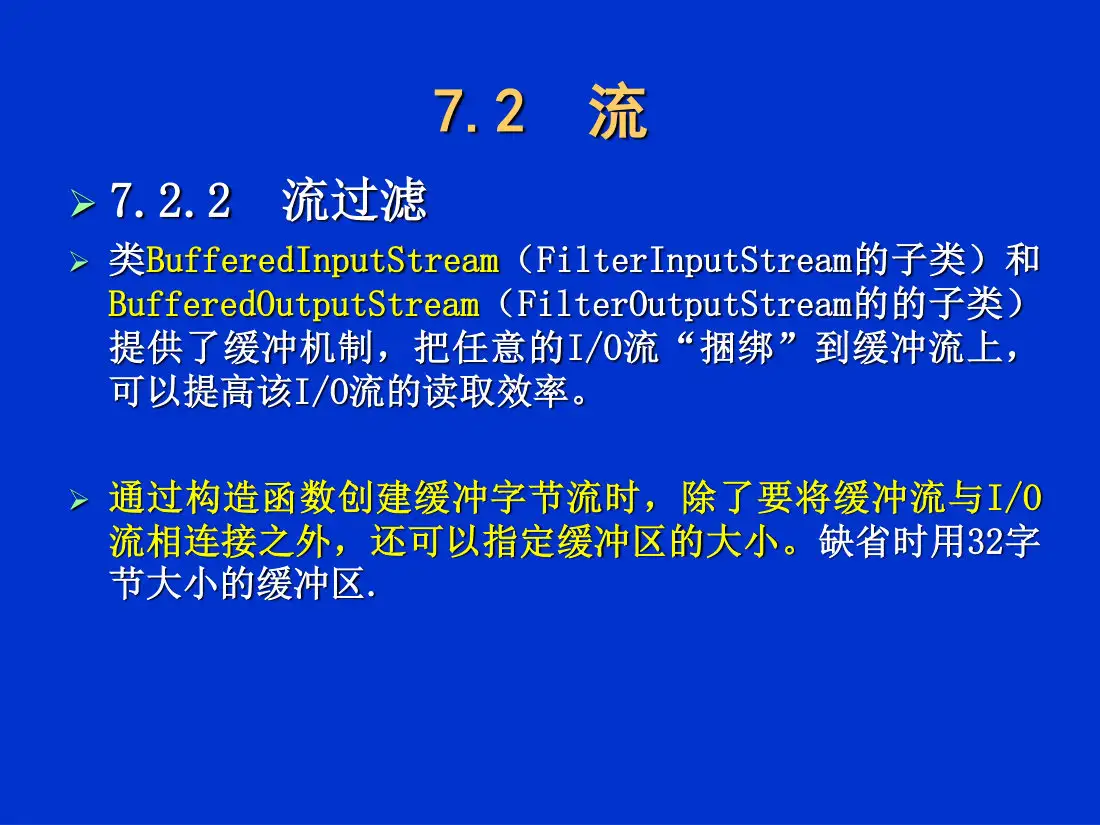 7.2 流
7.2.2 流过滤
类BufferedInputStream（FilterInputStream的子类）和
BufferedOutputStream（FilterOutputStream的的子类）
提供了缓冲机制，把任意的I/O流“捆绑”到缓冲流上，
可以提高该I/O流的读取效率。
通过构造函数创建缓冲字节流时，除了要将缓冲流与I/O
流相连接之外，还可以指定缓冲区的大小。缺省时用32字
节大小的缓冲区.